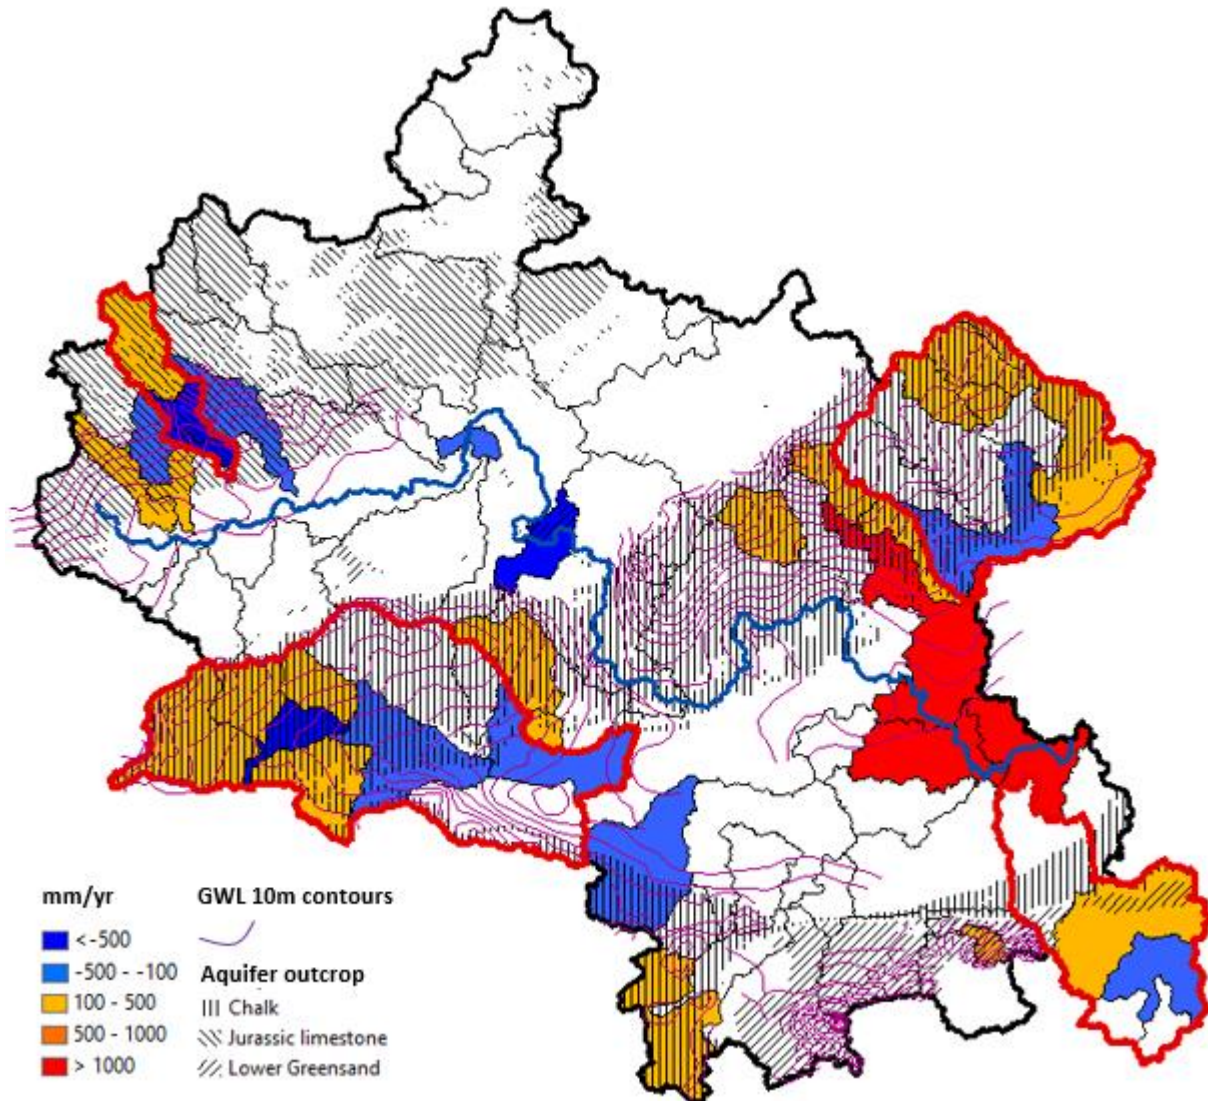 mm/yr
< -500
-500 - -100
100 - 500
500 - 1000
> 1000
GWL 10m contours
Aquifer outcrop
Chalk
Jurassic limestone
Lower Greensand